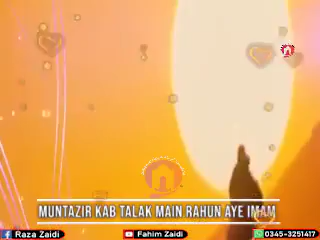 MUNTAZIR KAB TALAK MAIN RAHUN AYE IMAM
Raza Zaidi
Fahim Zaidi
0345-3251417